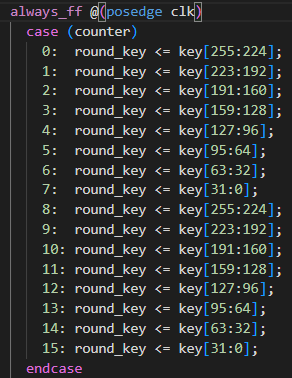 always_ff @(posedge clk)
case (counter)
0: round_key <= key[255:224];
1: round_key <= key[223:192];
2: round_key <= key[191:160];
3: round_key <= key[159:128];
4: round_key <= key[127:96];
5: round_key <= key[95:64];
6: round_key <= key[63:32];
7: round_key <= key[31:0];
8: round_key <= key[255:224];
9: round_key <= key[223:192];
10: round_key <= key[191:160];
11: round_key <= key[159:128];
12: round_key <= key[127:96];
13: round_key <= key[95:64];
14: round_key <= key[63:32];
15: round_key <= key[31:0];
endcase